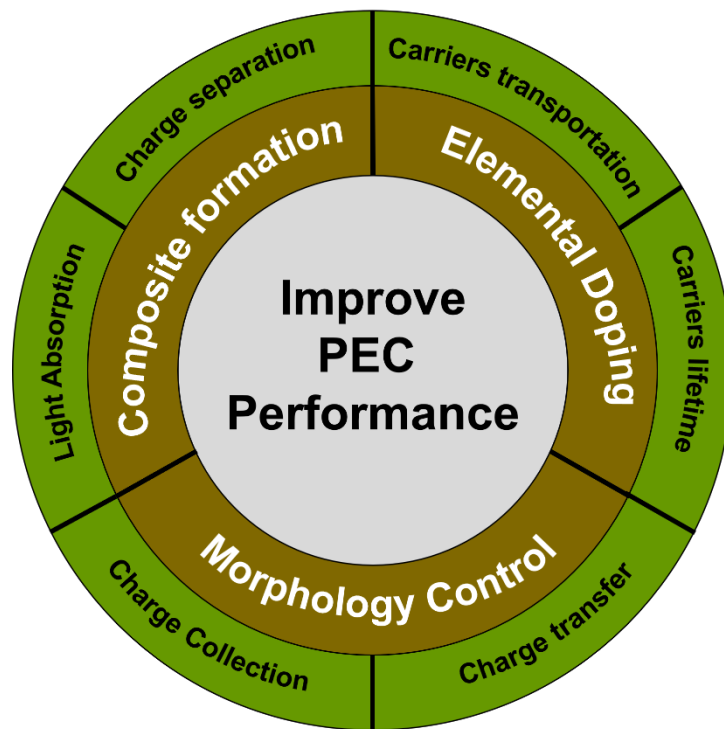 Charge separation
Carriers transportation
Composite formation
Elemental Doping
Light Absorption
Improve
PEC
Performance
Carriers lifetime
Morphology Control
Charge Collection
Charge transfer